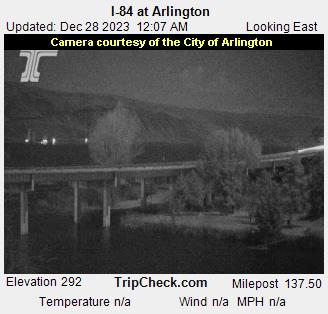 I-84 at Arlington
Updated: Dec 28 2023 12:07 AM Looking East
Camera courtesy of the City of Arlington
Elevation 292 TripCheck.com Milepost 137.50
Temperature n/a Wind n/a MPH n/a